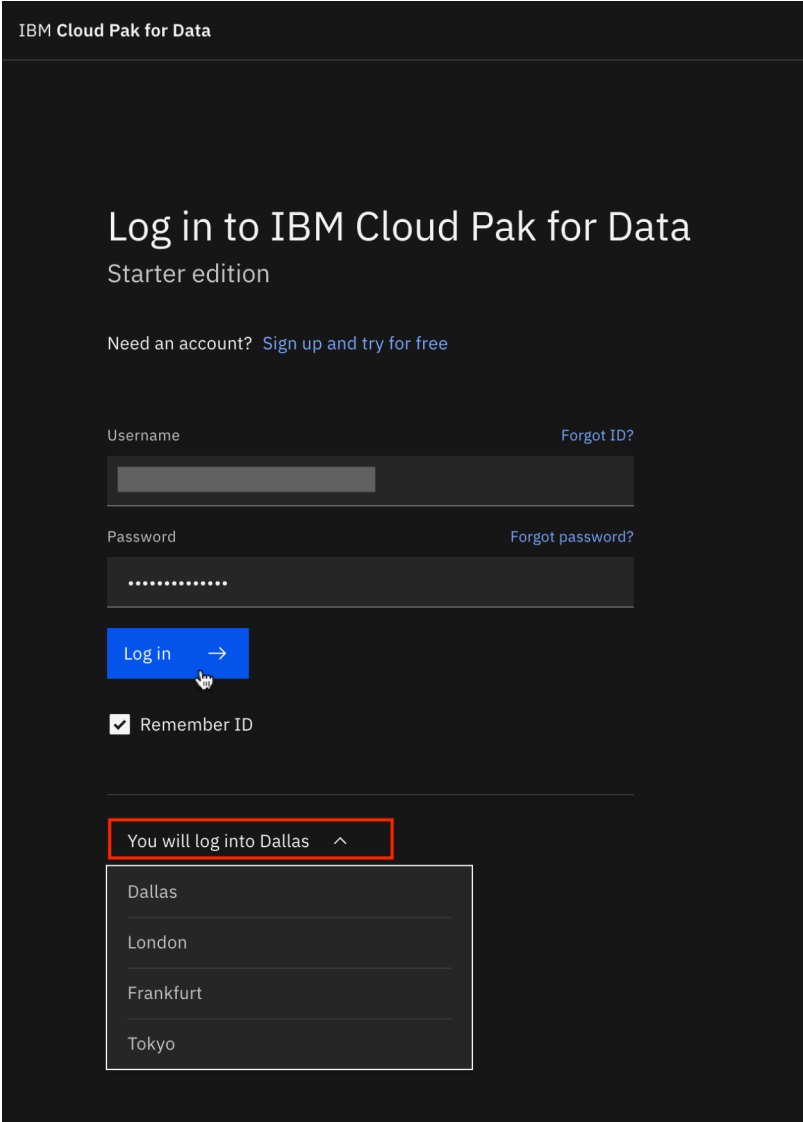 IBM Cloud Pak for Data
Log in to IBM Cloud Pak for Data
Starter edition
Need an account? Sign up and try for free
Username Forgot ID?
Password Forgot password?
••••••••••••••
Log in →
Remember ID
You will log into Dallas
Dallas
London
Frankfurt
Tokyo